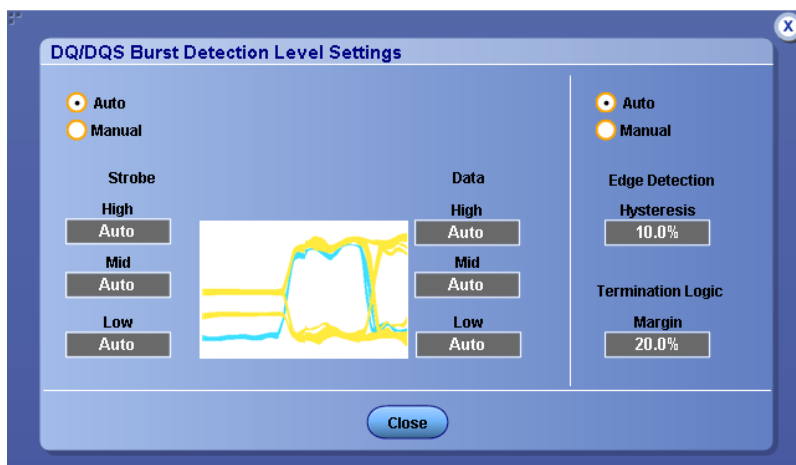 X
DQ/DQS Burst Detection Level Settings
Auto
Manual
Strobe
High
Auto
Mid
Auto
Low
Auto
Data
High
Auto
Mid
Auto
Low
Auto
Auto
Manual
Edge Detection
Hysteresis
10.0%
Termination Logic
Margin
20.0%
Close